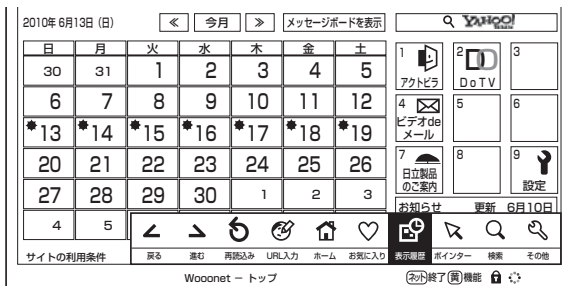 2010年 6月13日（日） ≪ 今月 ≫ メッセージボードを表示
YAHOO!
日 月 火 水 木 金 土
30 31 1 2 3 4 5
6 7 8 9 10 11 12
13 14 15 16 17 18 19
20 21 22 23 24 25 26
27 28 29 30 1 2 3
4 5
1 アクトビラ
2 DoTV
3
4 ビデオde
メール
5
6
7 日立製品
のご案内
8
9 設定
お知らせ 更新 6月10日
サイトの利用条件
戻る 進む 再読込み URL入力 ホーム お気に入り 表示履歴 ポインター 検索 その他
Wooonet － トップ
ネット終了 黄機能